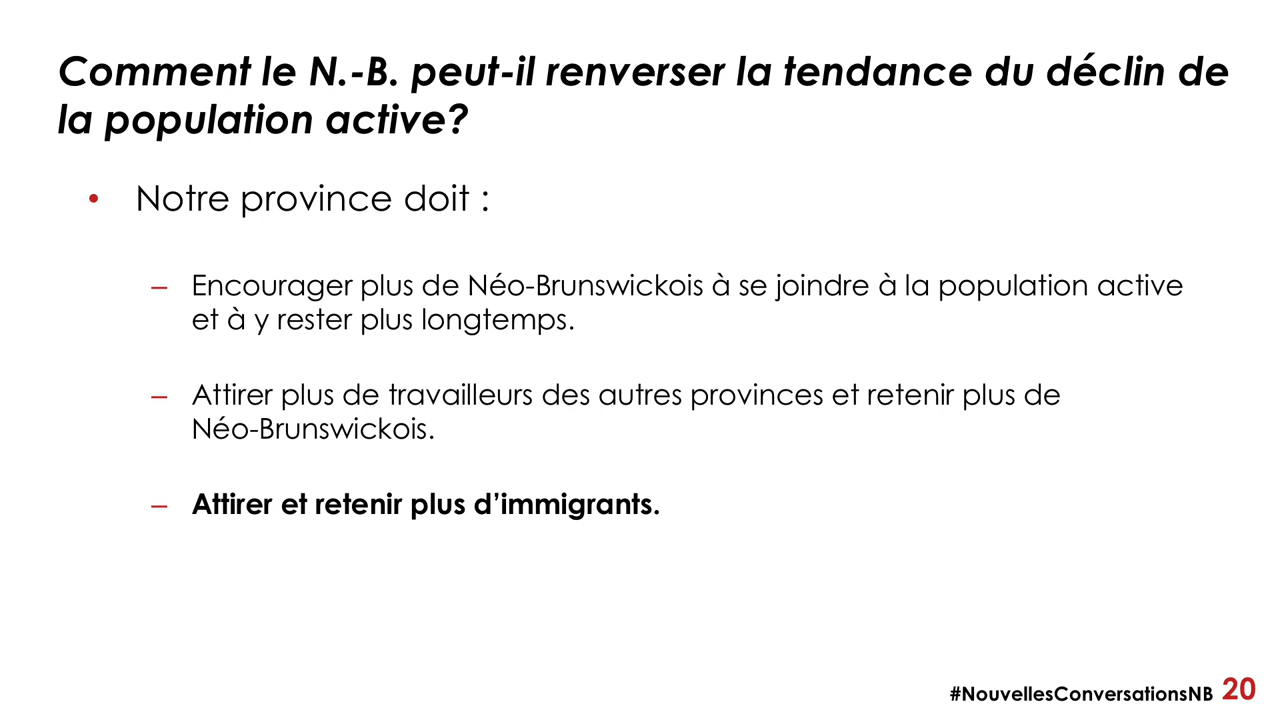 Comment le N.-B. peut-il renverser la tendance du déclin de
la population active?
• Notre province doit :
– Encourager plus de Néo-Brunswickois à se joindre à la population active
et à y rester plus longtemps.
– Attirer plus de travailleurs des autres provinces et retenir plus de
Néo-Brunswickois.
– Attirer et retenir plus d’immigrants.
#NouvellesConversationsNB 20